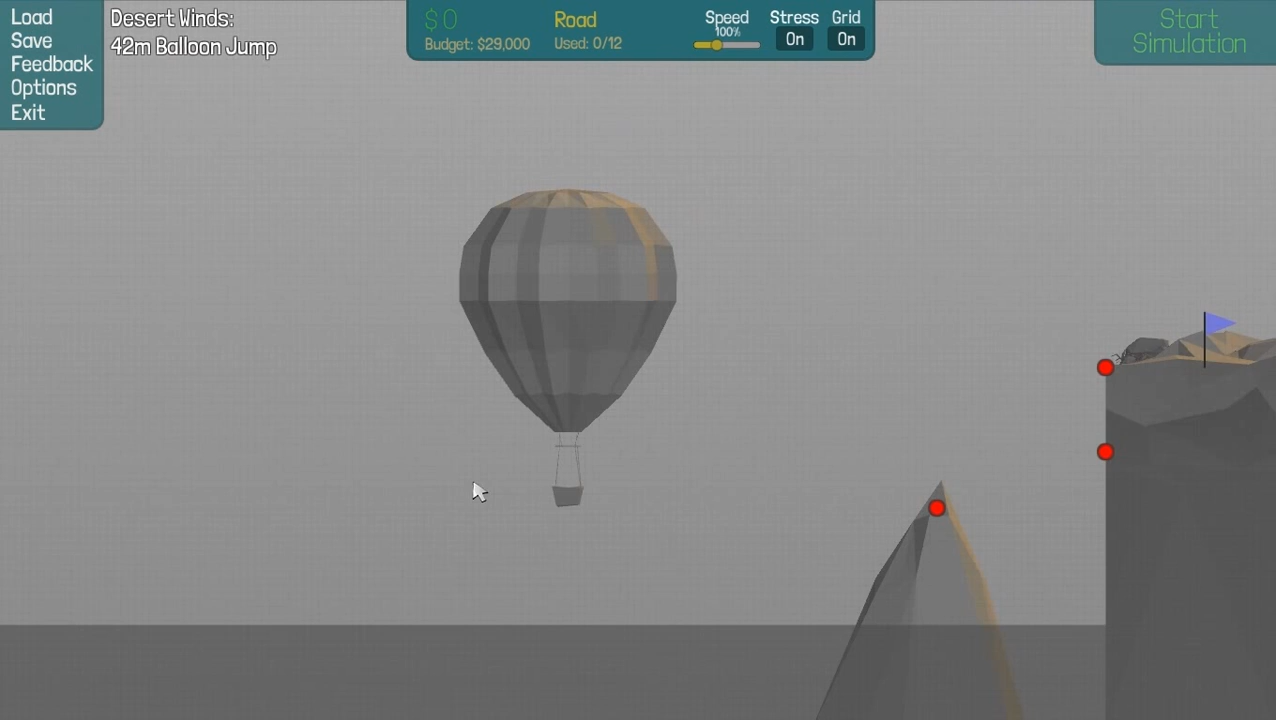 Load
Save
Feedback
Options
Exit
Desert Winds:
42m Balloon Jump
$ 0
Budget: $29,000
Road
Used: 0/12
Speed
100%
Stress
On
Grid
On
Start
Simulation